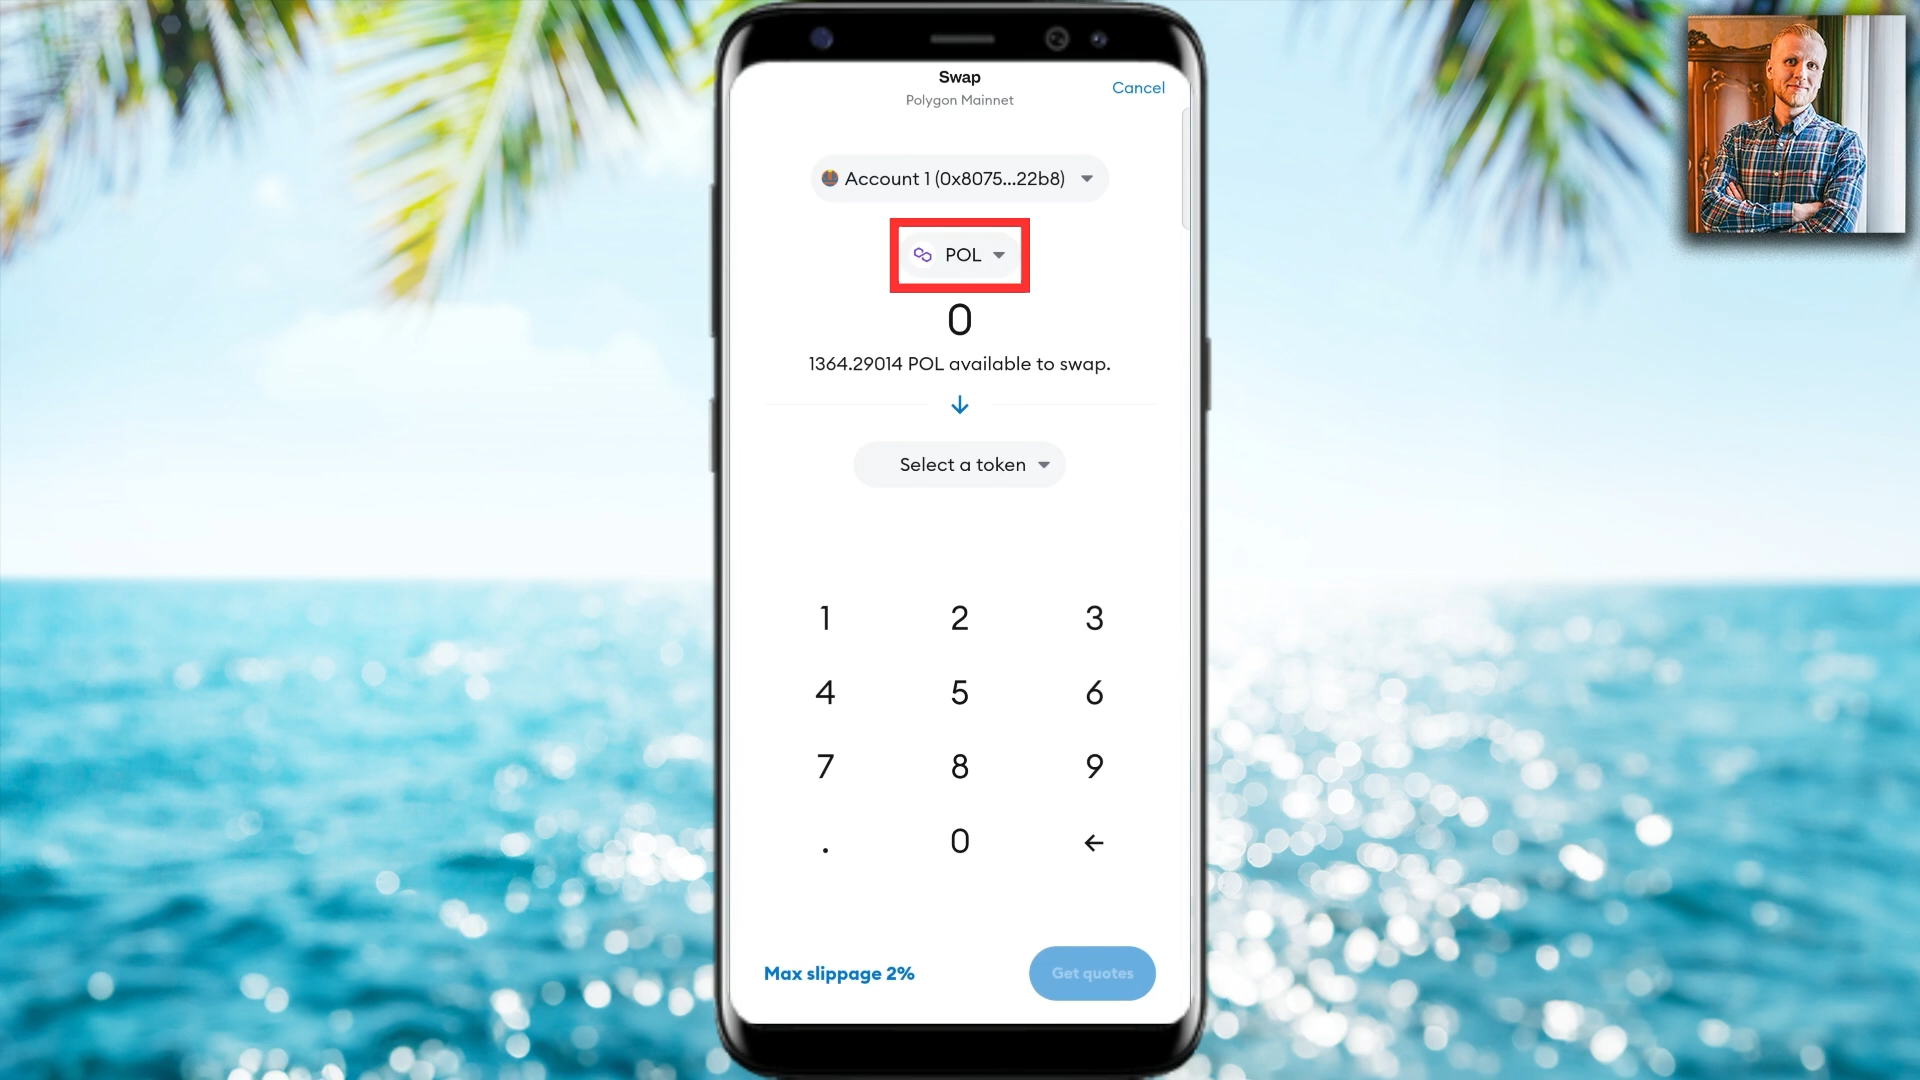 Swap
Polygon Mainnet
Cancel
Account 1 (0x8075...22b8)
POL
0
1364.29014 POL available to swap.
Select a token
1 2 3
4 5 6
7 8 9
. 0 ←
Max slippage 2%
Get quotes